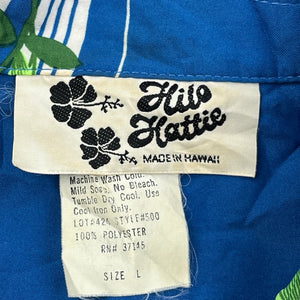 Hilo
Hattie
MADE IN HAWAII
Machine Wash Cold.
Mild Soap, No Bleach.
Tumble Dry Cool. Use
Cool Iron Only.
LOT#424 STYLE#500
100% POLYESTER
RN# 37145
SIZE L